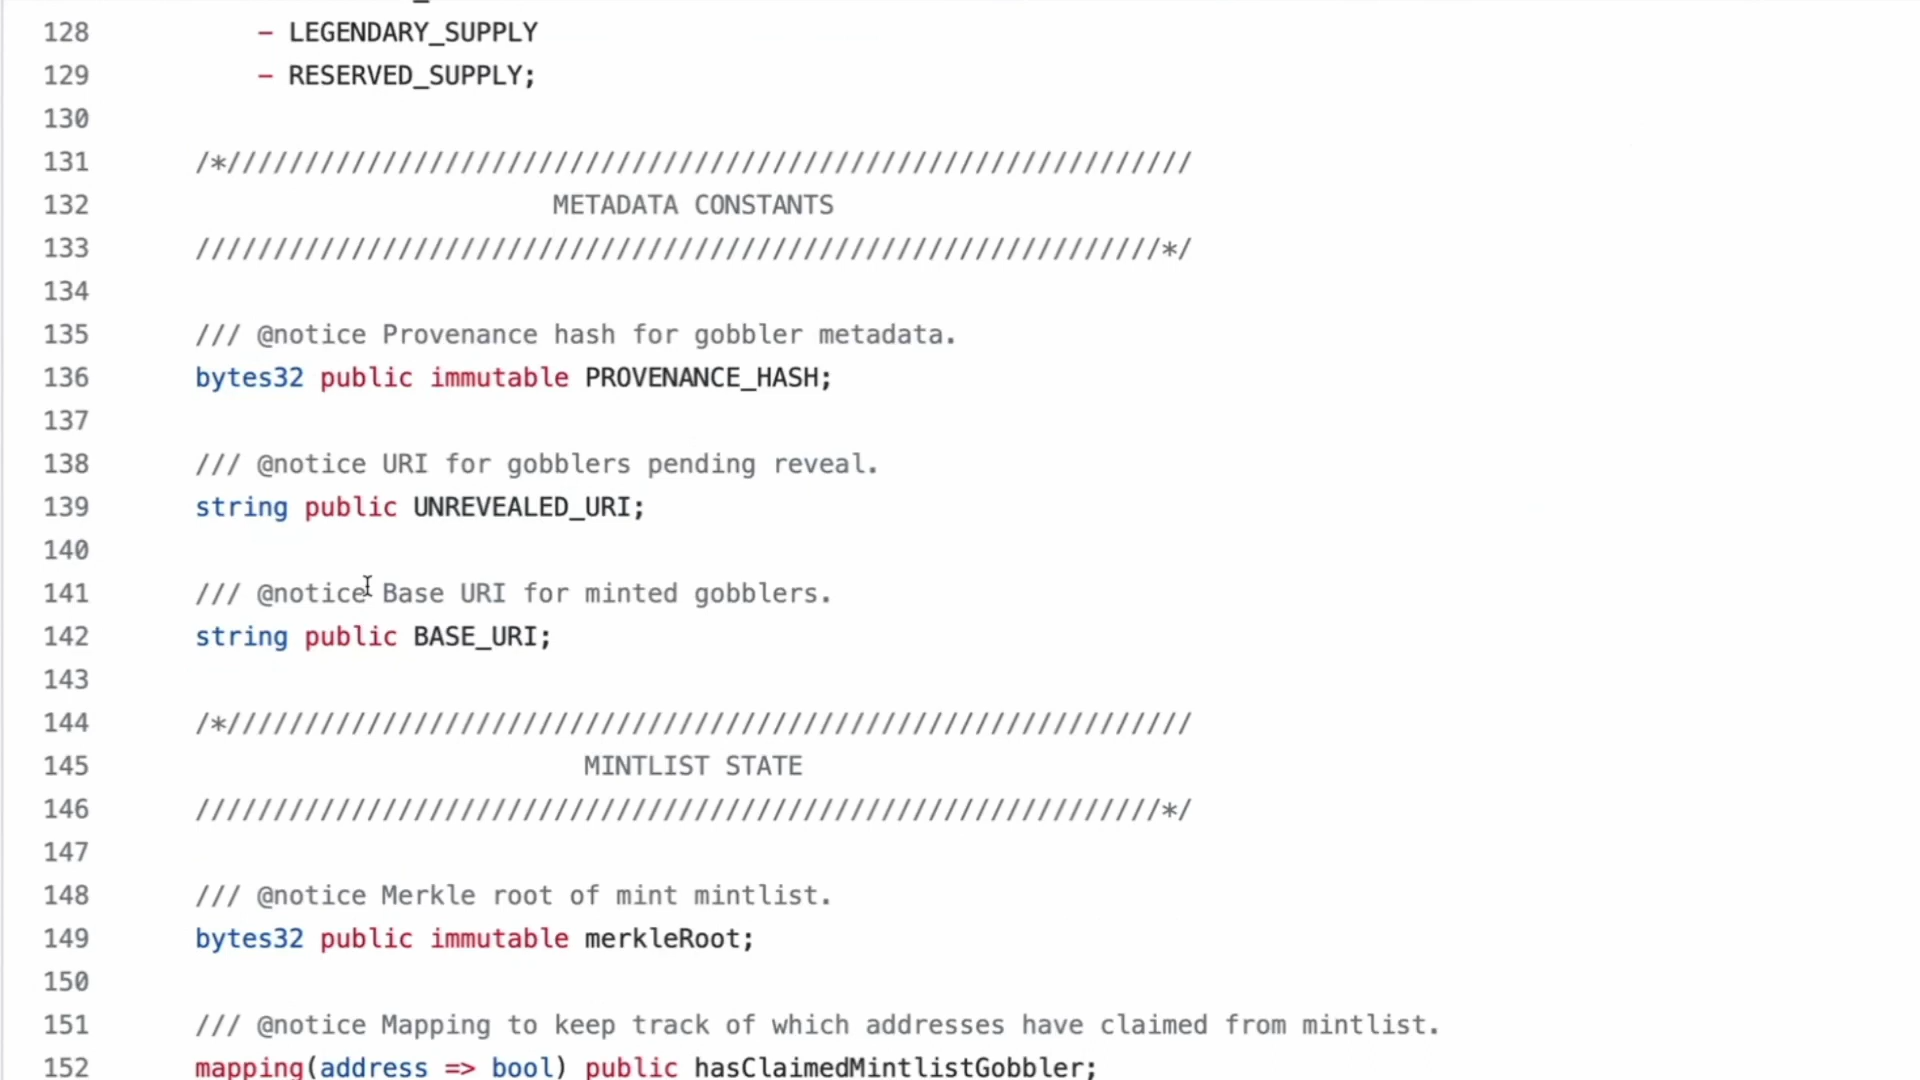 128 - LEGENDARY_SUPPLY
129 - RESERVED_SUPPLY;
130
131 /*//////////////////////////////////////////////////////////////
132 METADATA CONSTANTS
133 //////////////////////////////////////////////////////////////*/
134
135 /// @notice Provenance hash for gobbler metadata.
136 bytes32 public immutable PROVENANCE_HASH;
137
138 /// @notice URI for gobblers pending reveal.
139 string public UNREVEALED_URI;
140
141 /// @notice Base URI for minted gobblers.
142 string public BASE_URI;
143
144 /*//////////////////////////////////////////////////////////////
145 MINTLIST STATE
146 //////////////////////////////////////////////////////////////*/
147
148 /// @notice Merkle root of mint mintlist.
149 bytes32 public immutable merkleRoot;
150
151 /// @notice Mapping to keep track of which addresses have claimed from mintlist.
152 mapping(address => bool) public hasClaimedMintlistGobbler;